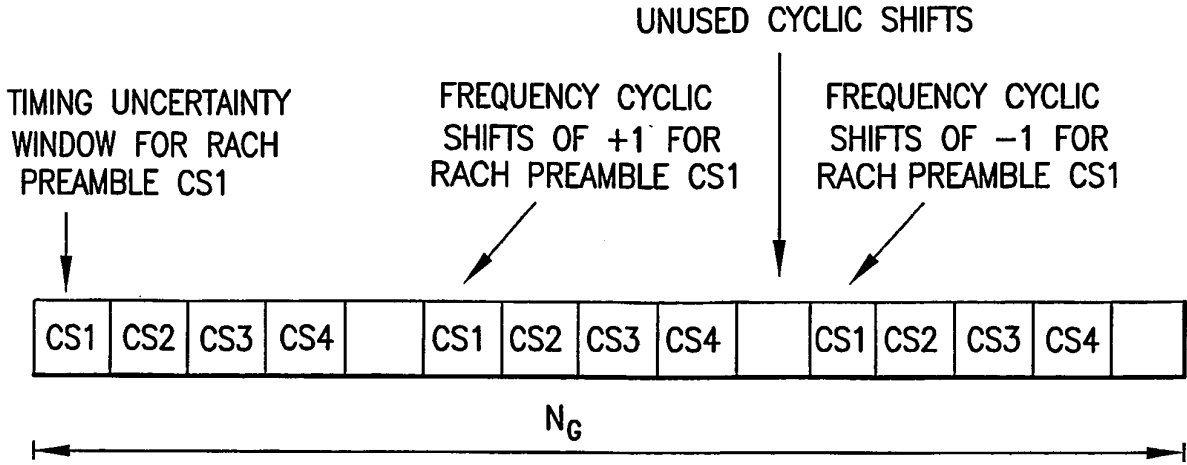 UNUSED CYCLIC SHIFTS
TIMING UNCERTAINTY
WINDOW FOR RACH
PREAMBLE CS1
FREQUENCY CYCLIC
SHIFTS OF +1 FOR
RACH PREAMBLE CS1
FREQUENCY CYCLIC
SHIFTS OF -1 FOR
RACH PREAMBLE CS1
CS1 CS2 CS3 CS4 CS1 CS2 CS3 CS4 CS1 CS2 CS3 CS4
NG